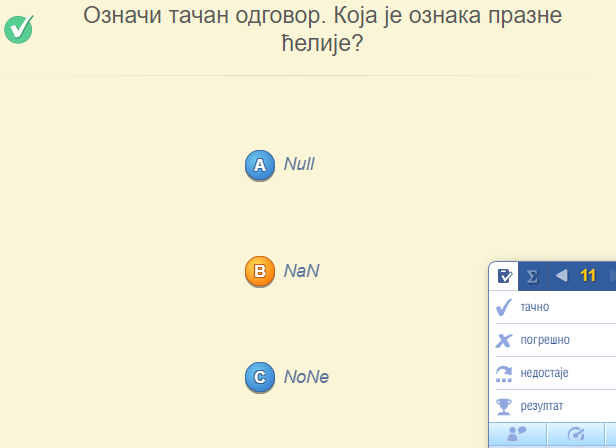 Означи тачан одговор. Која је ознака празне
ћелије?
A Null
B NaN
C NoNe
11
тачно
погрешно
недостаје
резултат